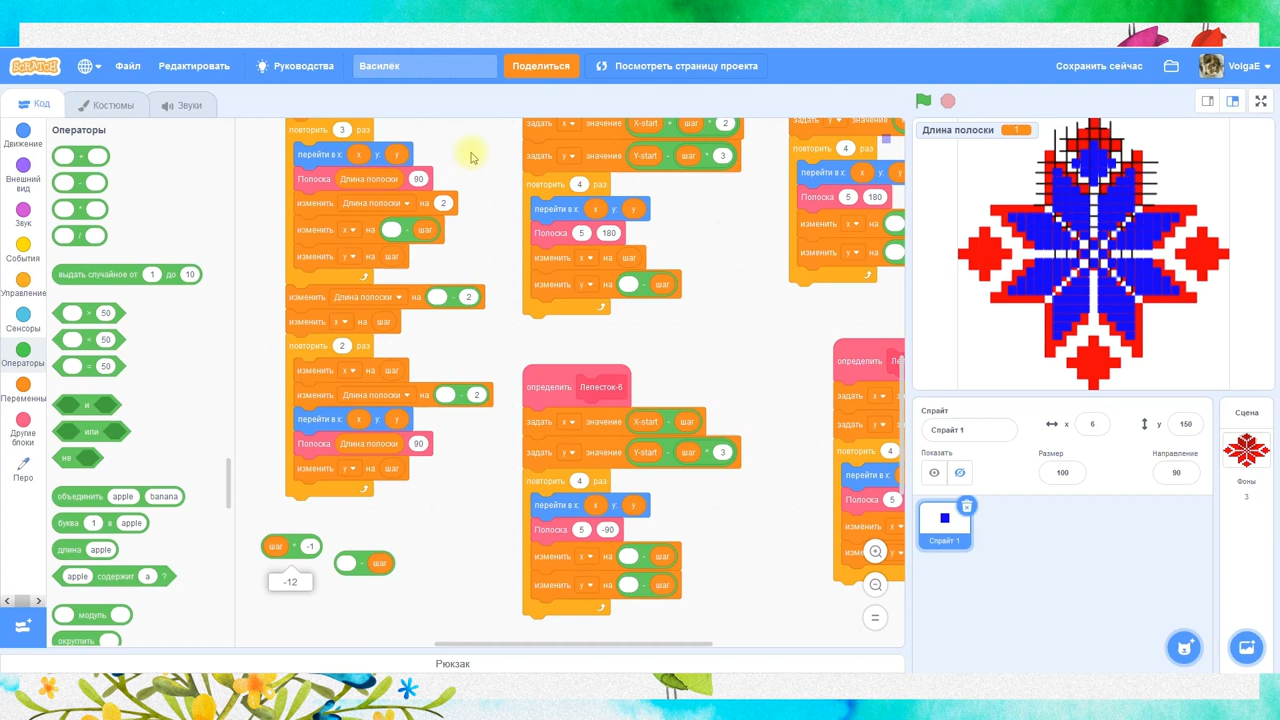 SCRATCH
Файл
Редактировать
Руководства
Василёк
Поделиться
Посмотреть страницу проекта
Сохранить сейчас
VolgaE
Код
Костюмы
Звуки
Движение
Внешний вид
Звук
События
Управление
Сенсоры
Операторы
Переменны
Другие блоки
Перо
Операторы
+
-
*
/
выдать случайное от 1 до 10
> 50
< 50
= 50
и
или
не
объединить apple banana
буква 1 в apple
длина apple
apple содержит a ?
модуль
округлить
повторить 3 раз
перейти в x: x y: y
Полоска Длина полоски 90
изменить Длина полоски на 2
изменить x на - шаг
изменить y на шаг
изменить Длина полоски на - 2
изменить x на шаг
повторить 2 раз
изменить x на шаг
изменить Длина полоски на - 2
перейти в x: x y: y
Полоска Длина полоски 90
изменить y на шаг
шаг * -1
-12
- шаг
задать x значение X-start + шаг * 2
задать y значение Y-start - шаг * 3
повторить 4 раз
перейти в x: x y: y
Полоска 5 180
изменить x на шаг
изменить y на - шаг
определить Лепесток-6
задать x значение X-start - шаг
задать y значение Y-start - шаг * 3
повторить 4 раз
перейти в x: x y: y
Полоска 5 -90
изменить x на - шаг
изменить y на - шаг
задать y значение
повторить 4 раз
перейти в x: x y: y
Полоска 5 180
изменить x на
изменить y на
определить Ле
задать x
задать y
повторить 4
перейти в x:
Полоска 5
изменить x
Рюкзак
Длина полоски 1
Спрайт
Спрайт 1
x 6
y 150
Показать
Размер
100
Направление
90
Спрайт 1
Сцена
Фоны
3